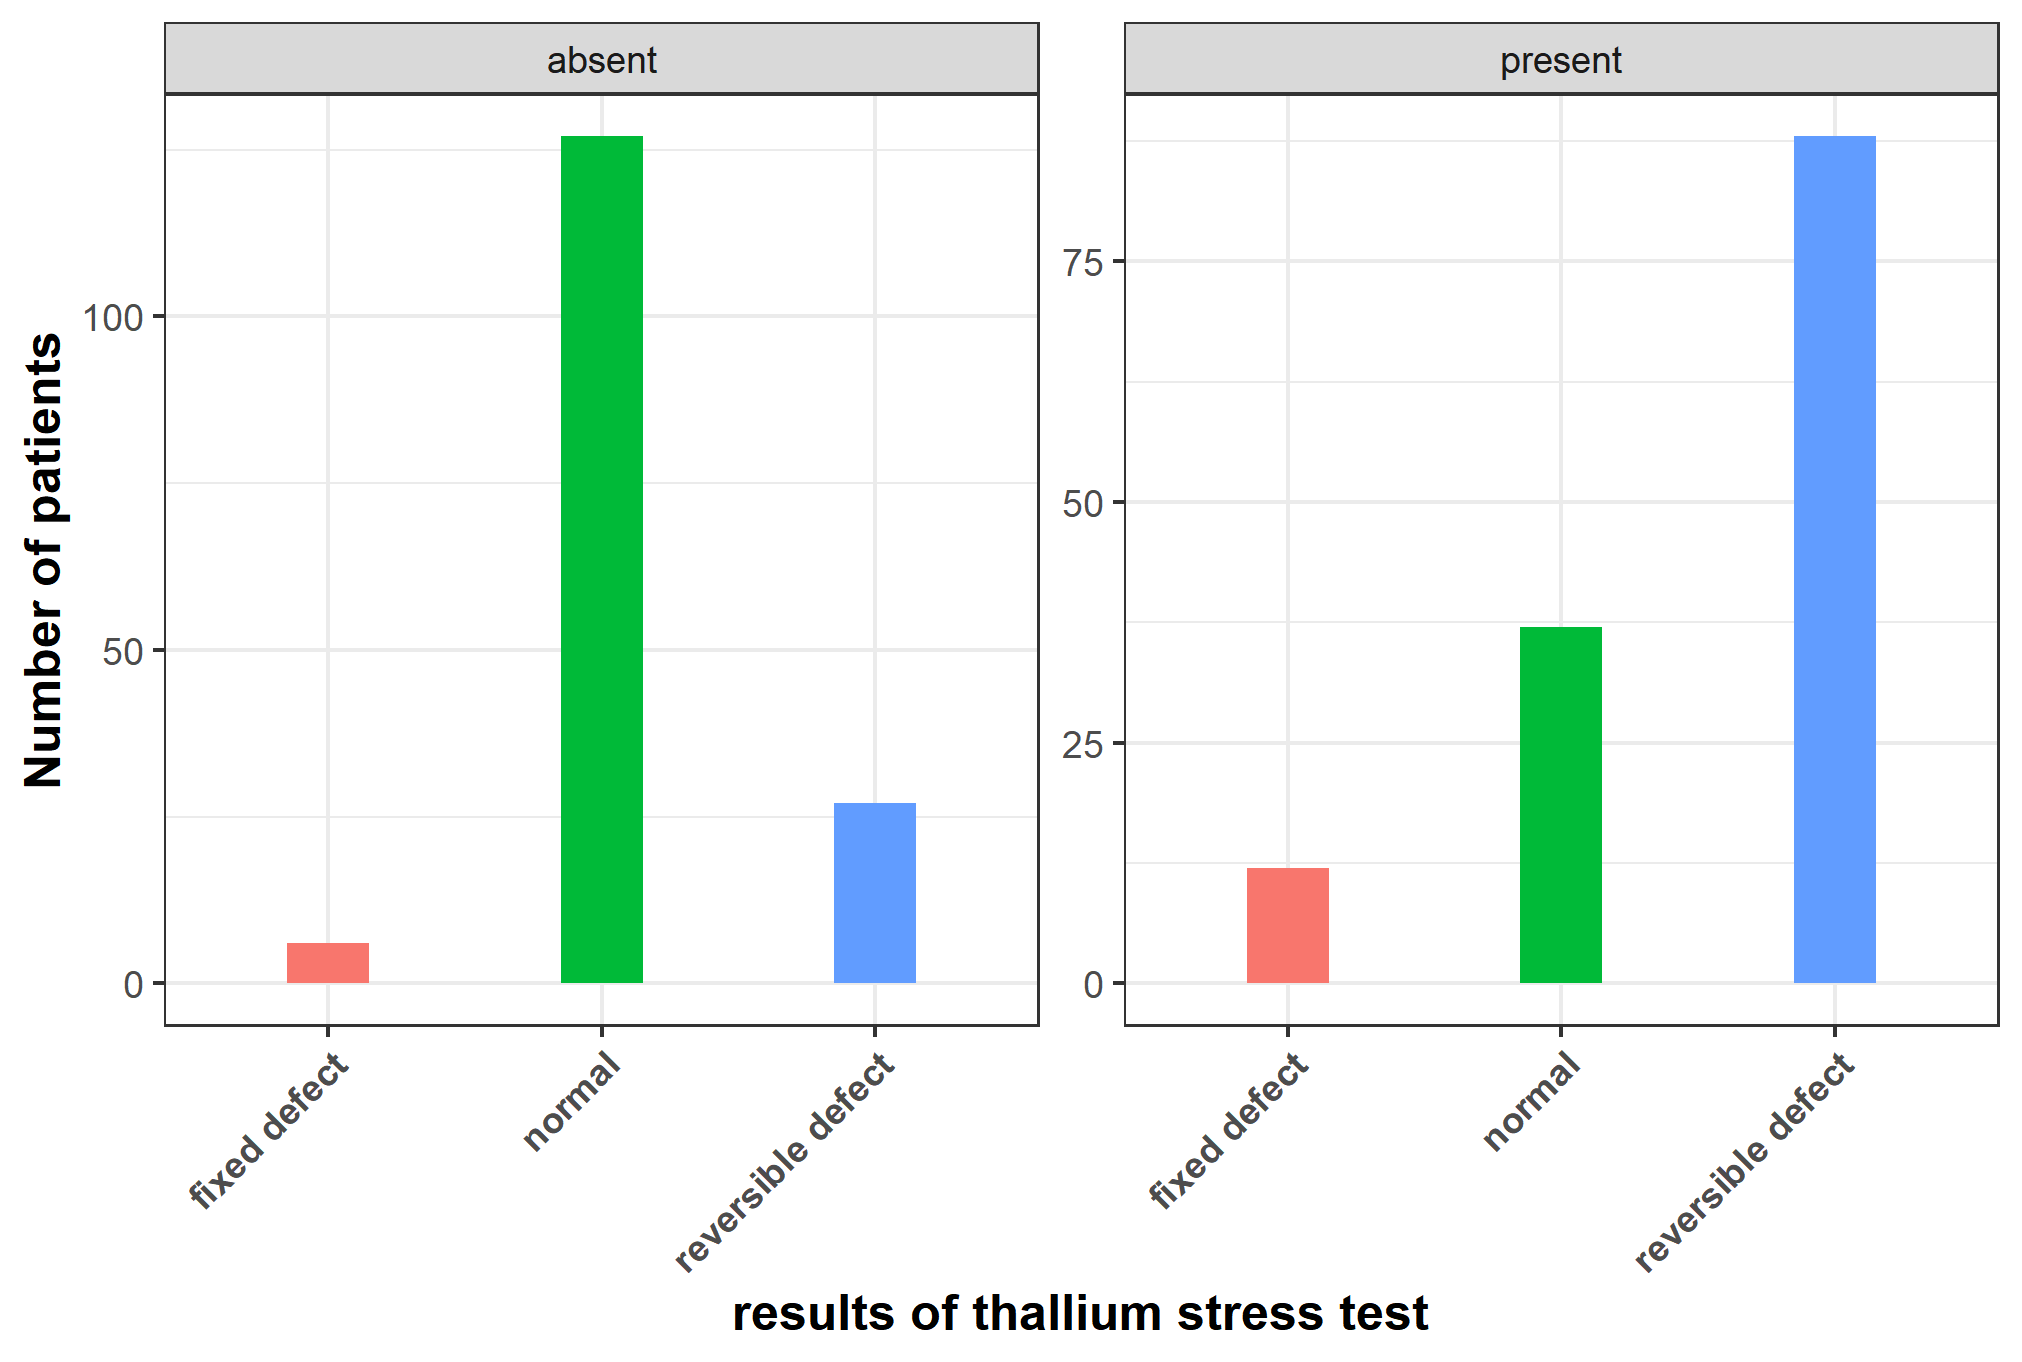 absent
present
Number of patients
100
50
0
75
50
25
0
fixed defect
normal
reversible defect
fixed defect
normal
reversible defect
results of thallium stress test